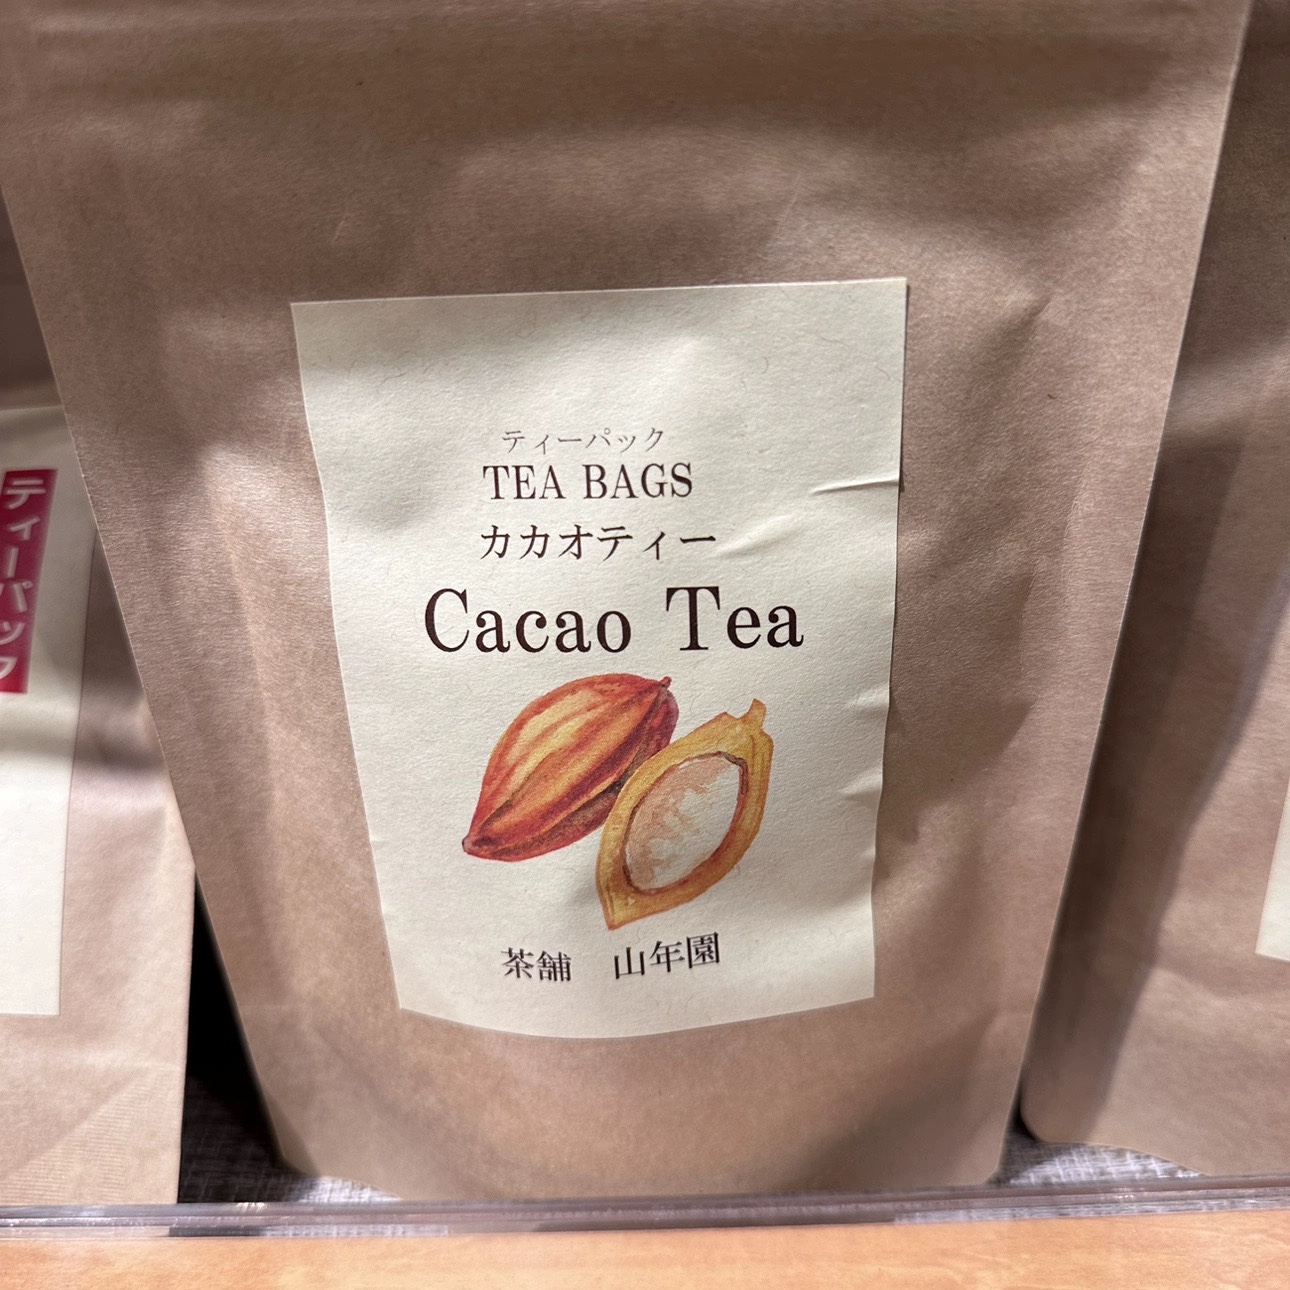 ティーパック
TEA BAGS
カカオティー
Cacao Tea
茶舗 山年園
ティーパック